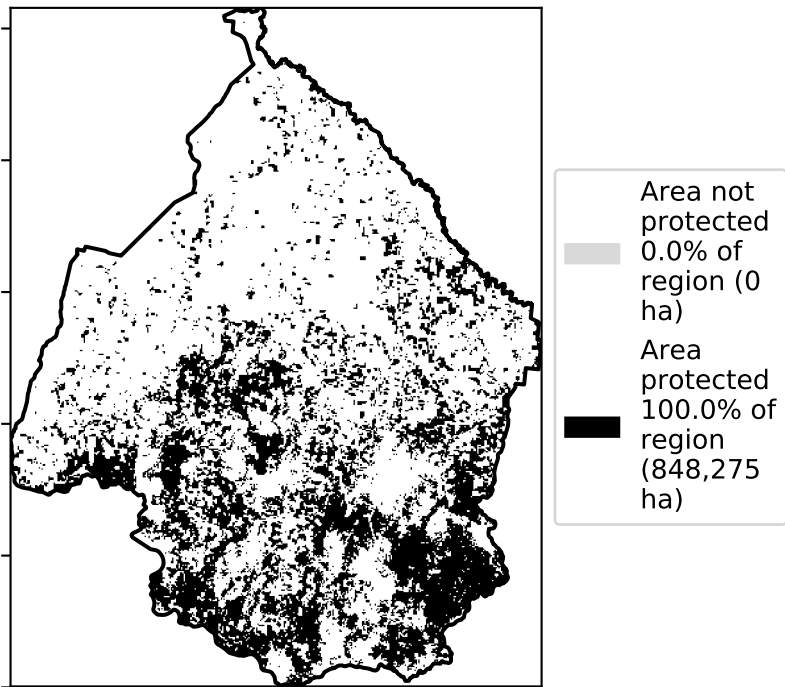 Area not
protected
0.0% of
region (0
ha)
Area
protected
100.0% of
region
(848,275
ha)